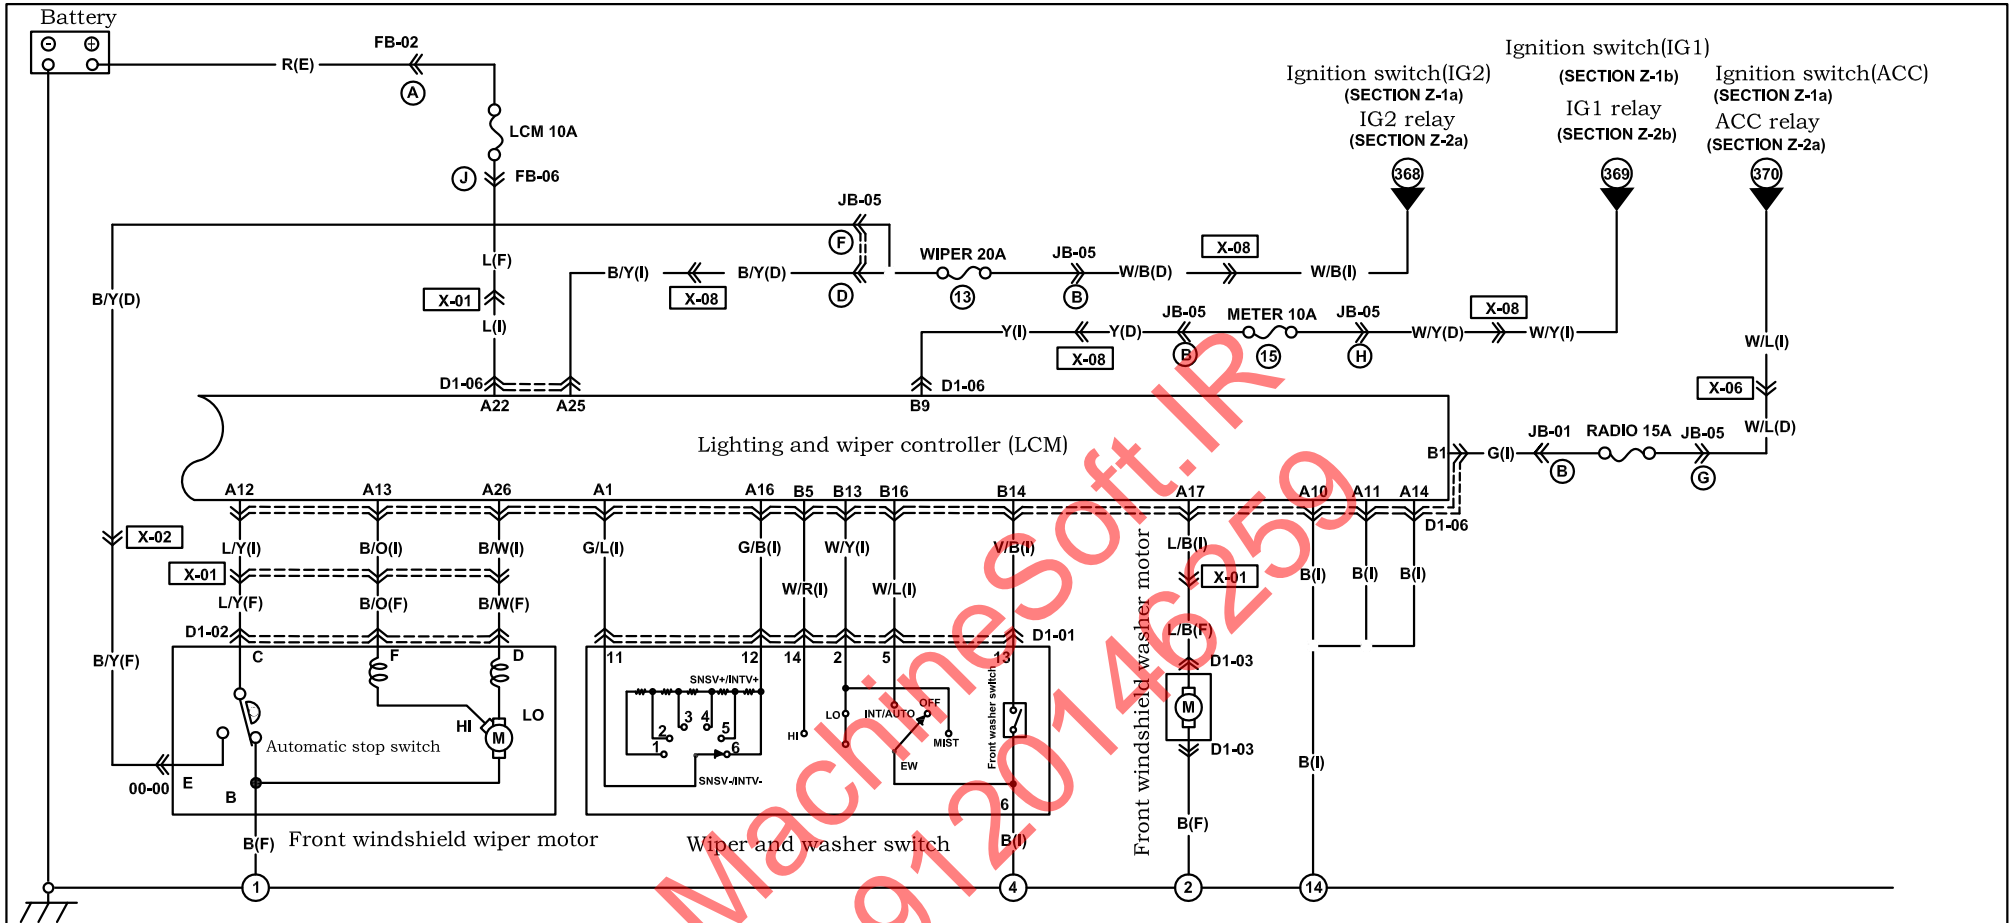 Battery
FB-02
R(E)
A
LCM 10A
J
FB-06
Ignition switch(IG2)
(SECTION Z-1a)
IG2 relay
(SECTION Z-2a)
368
Ignition switch(IG1)
(SECTION Z-1b)
IG1 relay
(SECTION Z-2b)
369
Ignition switch(ACC)
(SECTION Z-1a)
ACC relay
(SECTION Z-2a)
370
JB-05
F
L(F)
B/Y(I)
X-08
B/Y(D)
D
WIPER 20A
13
JB-05
B
W/B(D)
X-08
W/B(I)
B/Y(D)
X-01
L(I)
Y(I)
X-08
Y(D)
JB-05
B
METER 10A
15
JB-05
H
W/Y(D)
X-08
W/Y(I)
W/L(I)
X-06
W/L(D)
D1-06
D1-06
A22
A25
B9
Lighting and wiper controller (LCM)
B1
G(I)
JB-01
B
RADIO 15A
JB-05
G
A12
A13
A26
A1
A16
B5
B13
B16
B14
A17
A10
A11
A14
D1-06
X-02
L/Y(I)
B/O(I)
B/W(I)
G/L(I)
G/B(I)
W/Y(I)
V/B(I)
L/B(I)
X-01
X-01
B(I)
B(I)
B(I)
L/Y(F)
B/O(F)
B/W(F)
W/R(I)
W/L(I)
L/B(F)
D1-02
D1-01
D1-03
B/Y(F)
C
F
D
11
12
14
2
5
13
SNSV+/INTV+
1
2
3
4
5
6
SNSV-/INTV-
HI
LO
INT/AUTO
OFF
MIST
EW
Front washer switch
6
HI
M
LO
Automatic stop switch
M
D1-03
00-00
E
B
B(I)
Front windshield washer motor
B(F)
B(F)
Front windshield wiper motor
Wiper and washer switch
B(I)
1
4
2
14
MachineSoft.IR
9120146259